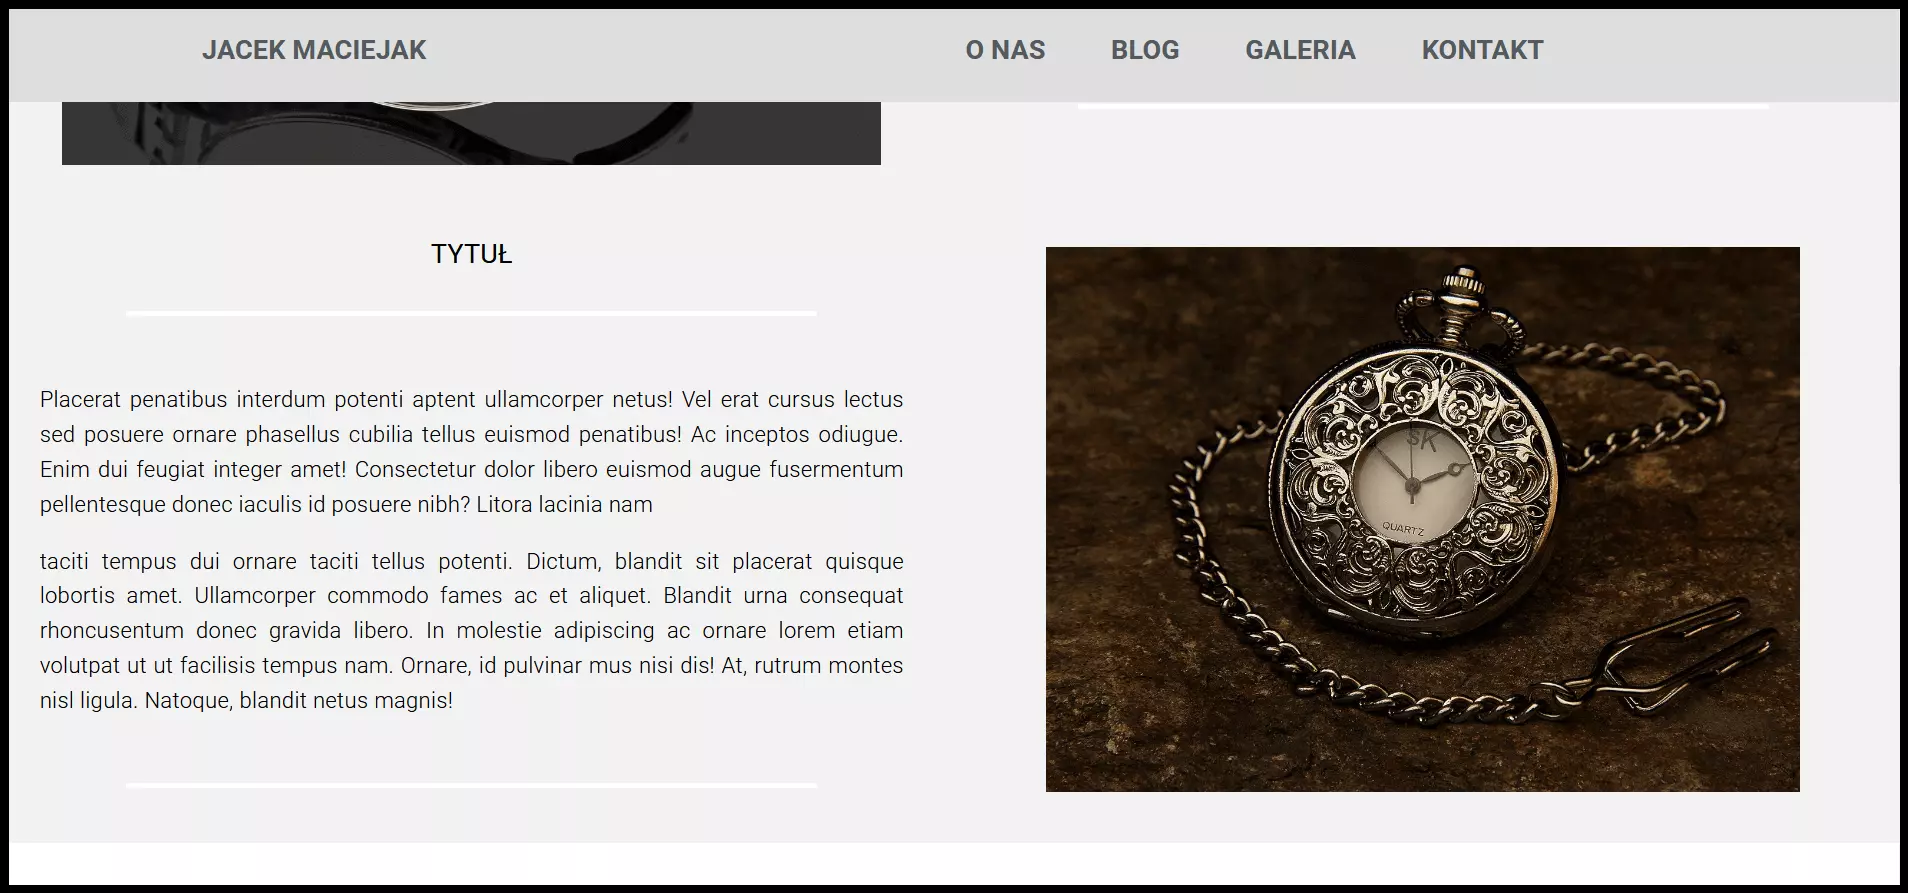 JACEK MACIEJAK
O NAS
BLOG
GALERIA
KONTAKT
TYTUŁ
Placerat penatibus interdum potenti aptent ullamcorper netus! Vel erat cursus lectus
sed posuere ornare phasellus cubilia tellus euismod penatibus! Ac inceptos odiugue.
Enim dui feugiat integer amet! Consectetur dolor libero euismod augue fusermentum
pellentesque donec iaculis id posuere nibh? Litora lacinia nam
taciti tempus dui ornare taciti tellus potenti. Dictum, blandit sit placerat quisque
lobortis amet. Ullamcorper commodo fames ac et aliquet. Blandit urna consequat
rhoncusentum donec gravida libero. In molestie adipiscing ac ornare lorem etiam
volutpat ut ut facilisis tempus nam. Ornare, id pulvinar mus nisi dis! At, rutrum montes
nisl ligula. Natoque, blandit netus magnis!
SK
QUARTZ